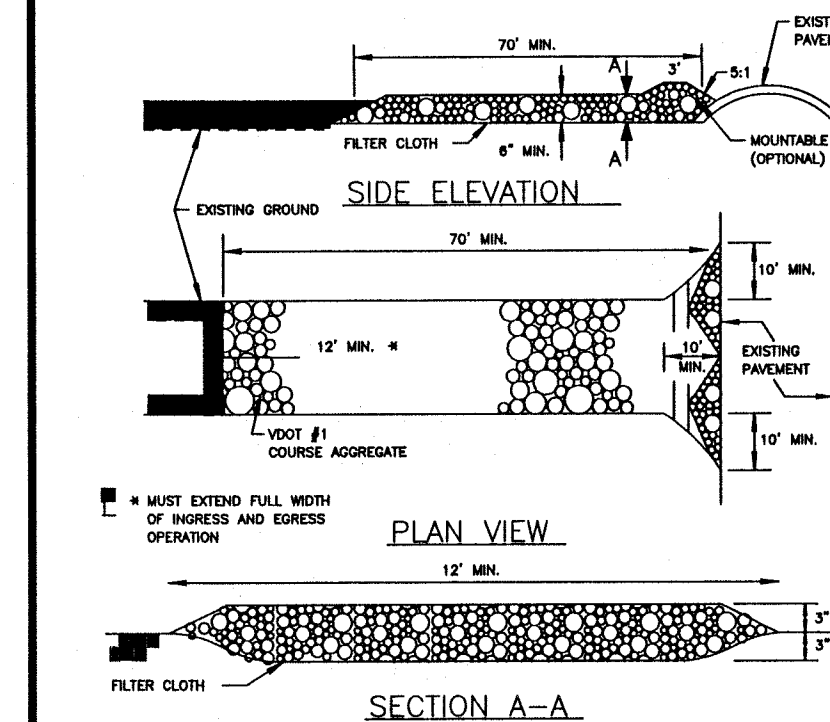 70' MIN.
A
3'
5:1
EXIST
PAVE
FILTER CLOTH
6" MIN.
A
MOUNTABLE
(OPTIONAL)
SIDE ELEVATION
EXISTING GROUND
70' MIN.
10' MIN.
12' MIN. *
10'
MIN.
EXISTING
PAVEMENT
VDOT #1
COURSE AGGREGATE
10' MIN.
* MUST EXTEND FULL WIDTH
OF INGRESS AND EGRESS
OPERATION
PLAN VIEW
12' MIN.
3"
3"
FILTER CLOTH
SECTION A-A